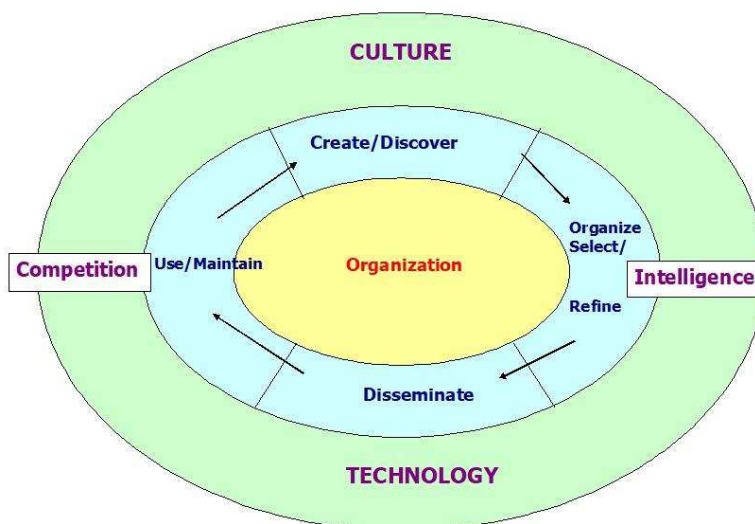 CULTURE
Create/Discover
Organize
Select/
Refine
Use/Maintain
Organization
Competition
Intelligence
Disseminate
TECHNOLOGY